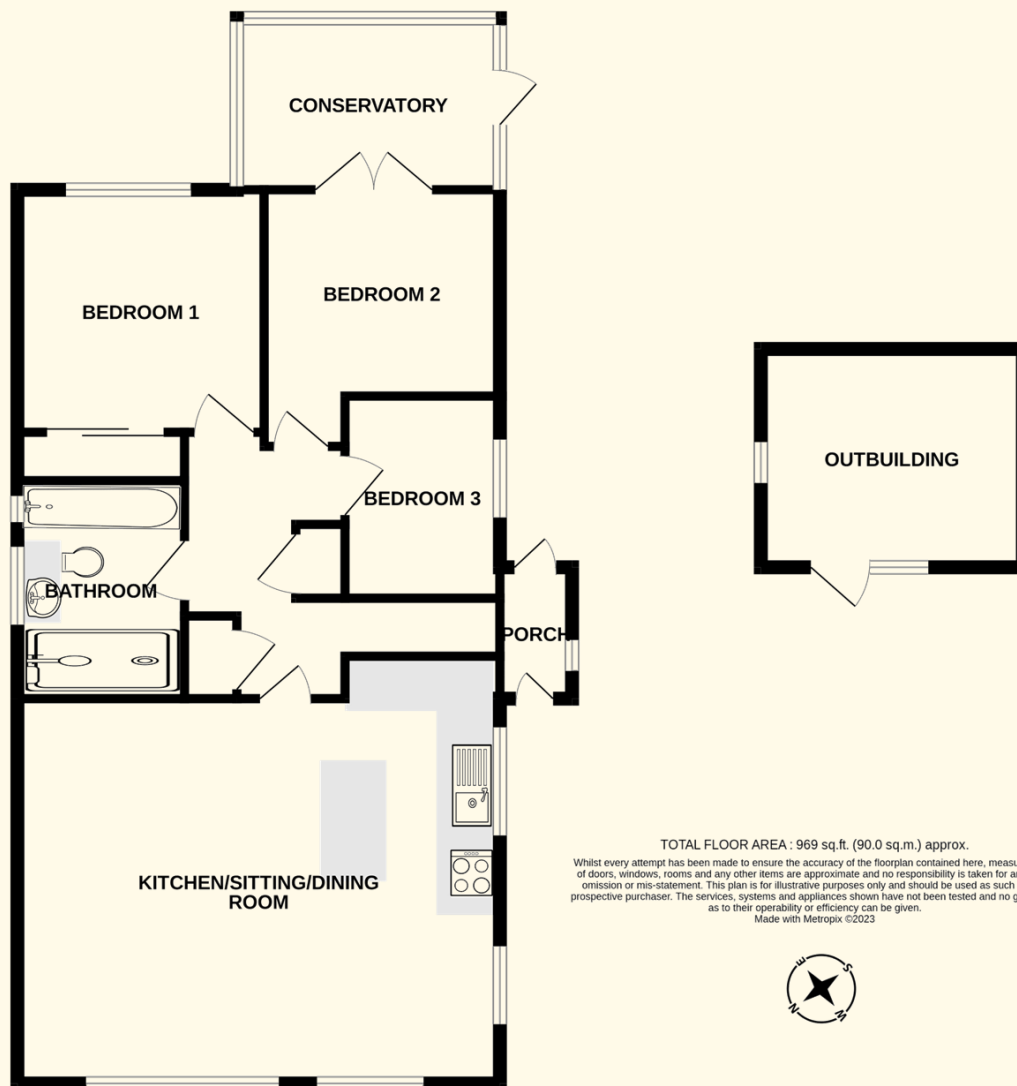 CONSERVATORY
BEDROOM 1
BEDROOM 2
OUTBUILDING
BEDROOM 3
BATHROOM
PORCH
KITCHEN/SITTING/DINING
ROOM
TOTAL FLOOR AREA : 969 sq.ft. (90.0 sq.m.) approx.
Whilst every attempt has been made to ensure the accuracy of the floorplan contained here,
of doors, windows, rooms and any other items are approximate and no responsibility is taken for
omission or mis-statement. This plan is for illustrative purposes only and should be used as such
prospective purchaser. The services, systems and appliances shown have not been tested and no
as to their operability or efficiency can be given.
Made with Metropix ©2023
E S
N W